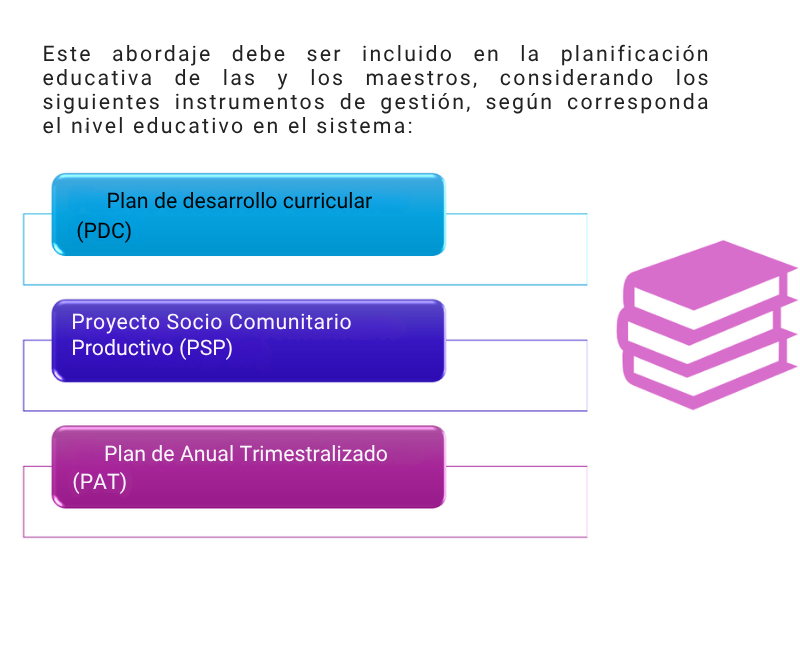 Este abordaje debe ser incluido en la planificación
educativa de las y los maestros, considerando los
siguientes instrumentos de gestión, según corresponda
el nivel educativo en el sistema:
Plan de desarrollo curricular
(PDC)
Proyecto Socio Comunitario
Productivo (PSP)
Plan de Anual Trimestralizado
(PAT)